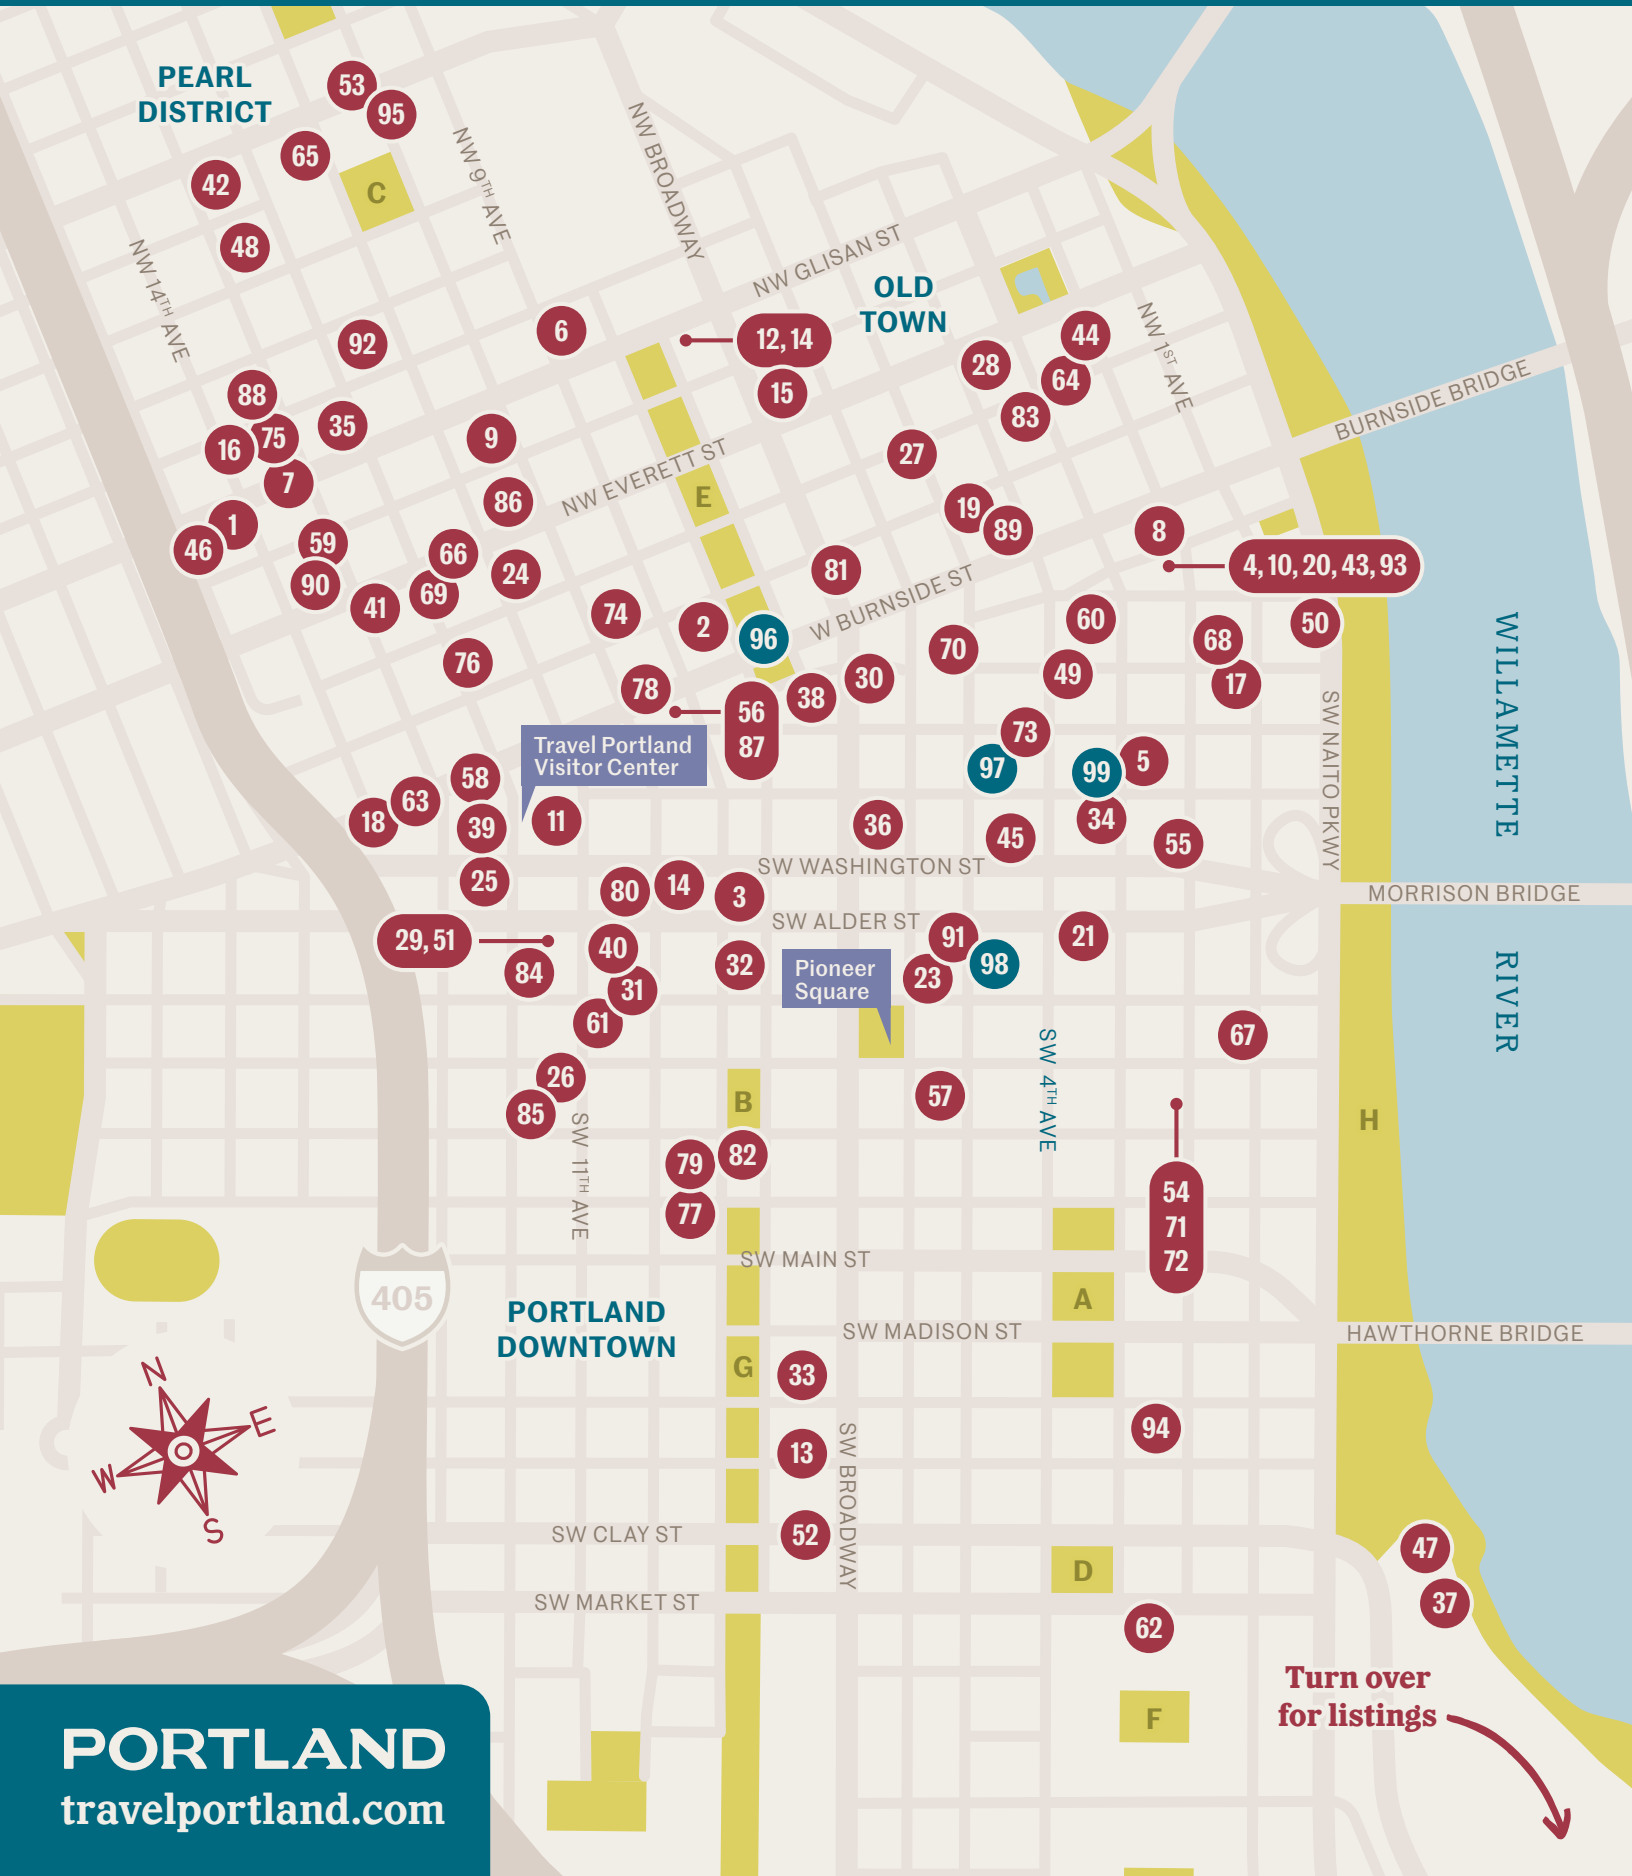 PEARL
DISTRICT
53
95
65
42
C
48
NW 14TH AVE
NW 9TH AVE
NW BROADWAY
NW GLISAN ST
OLD
TOWN
NW 1ST AVE
6
12, 14
15
92
44
28
64
83
88
35
16
75
7
9
27
BURNSIDE BRIDGE
NW EVERETT ST
E
86
1
46
59
90
66
24
69
41
19
89
8
4, 10, 20, 43, 93
81
W BURNSIDE ST
74
2
96
60
68
50
70
49
17
76
78
30
38
56
87
73
97
99
5
SW NAITO PKWY
WILLAMETTE
RIVER
Travel Portland
Visitor Center
58
63
18
39
11
36
45
34
55
SW WASHINGTON ST
25
80
14
3
MORRISON BRIDGE
SW ALDER ST
29, 51
84
40
31
32
91
98
23
21
Pioneer
Square
61
67
26
85
SW 11TH AVE
B
57
SW 4TH AVE
H
79
82
77
54
71
72
SW MAIN ST
405
PORTLAND
DOWNTOWN
A
SW MADISON ST
HAWTHORNE BRIDGE
G
33
N
E
W
S
13
94
SW BROADWAY
SW CLAY ST
52
47
D
37
SW MARKET ST
62
F
Turn over
for listings
PORTLAND
travelportland.com